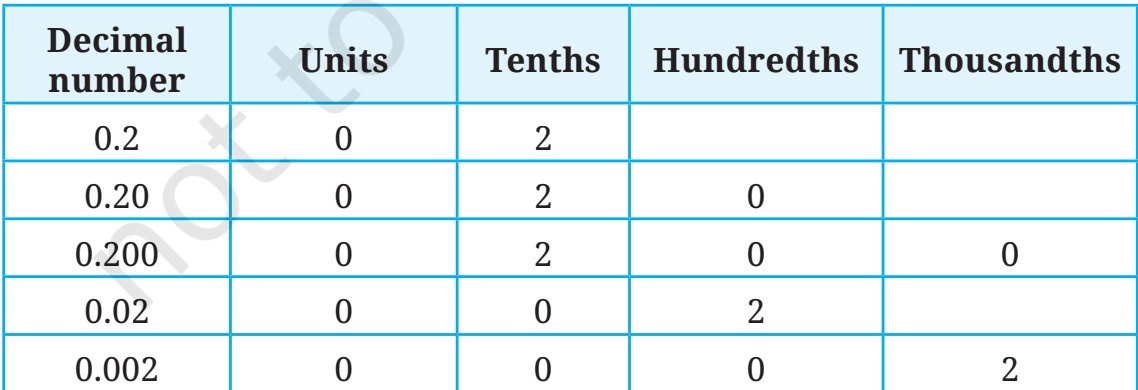 Decimal number Units Tenths Hundredths Thousandths
0.2 0 2
0.20 0 2 0
0.200 0 2 0 0
0.02 0 0 2
0.002 0 0 0 2
not to